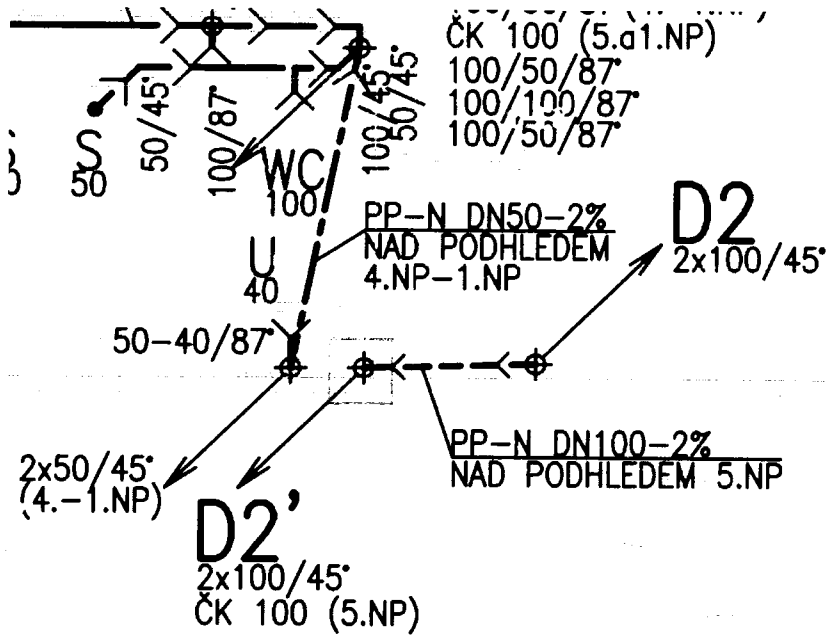 ČK 100 (5.a1.NP)
100/50/87°
100/100/87°
100/50/87°
S
50
50/45°
100/87°
100/45°
50/45°
WC
100
U
40
PP-N DN50-2%
NAD PODHLEDEM
4.NP-1.NP
D2
2x100/45°
50-40/87°
2x50/45°
(4.-1.NP)
PP-N DN100-2%
NAD PODHLEDEM 5.NP
D2'
2x100/45°
ČK 100 (5.NP)